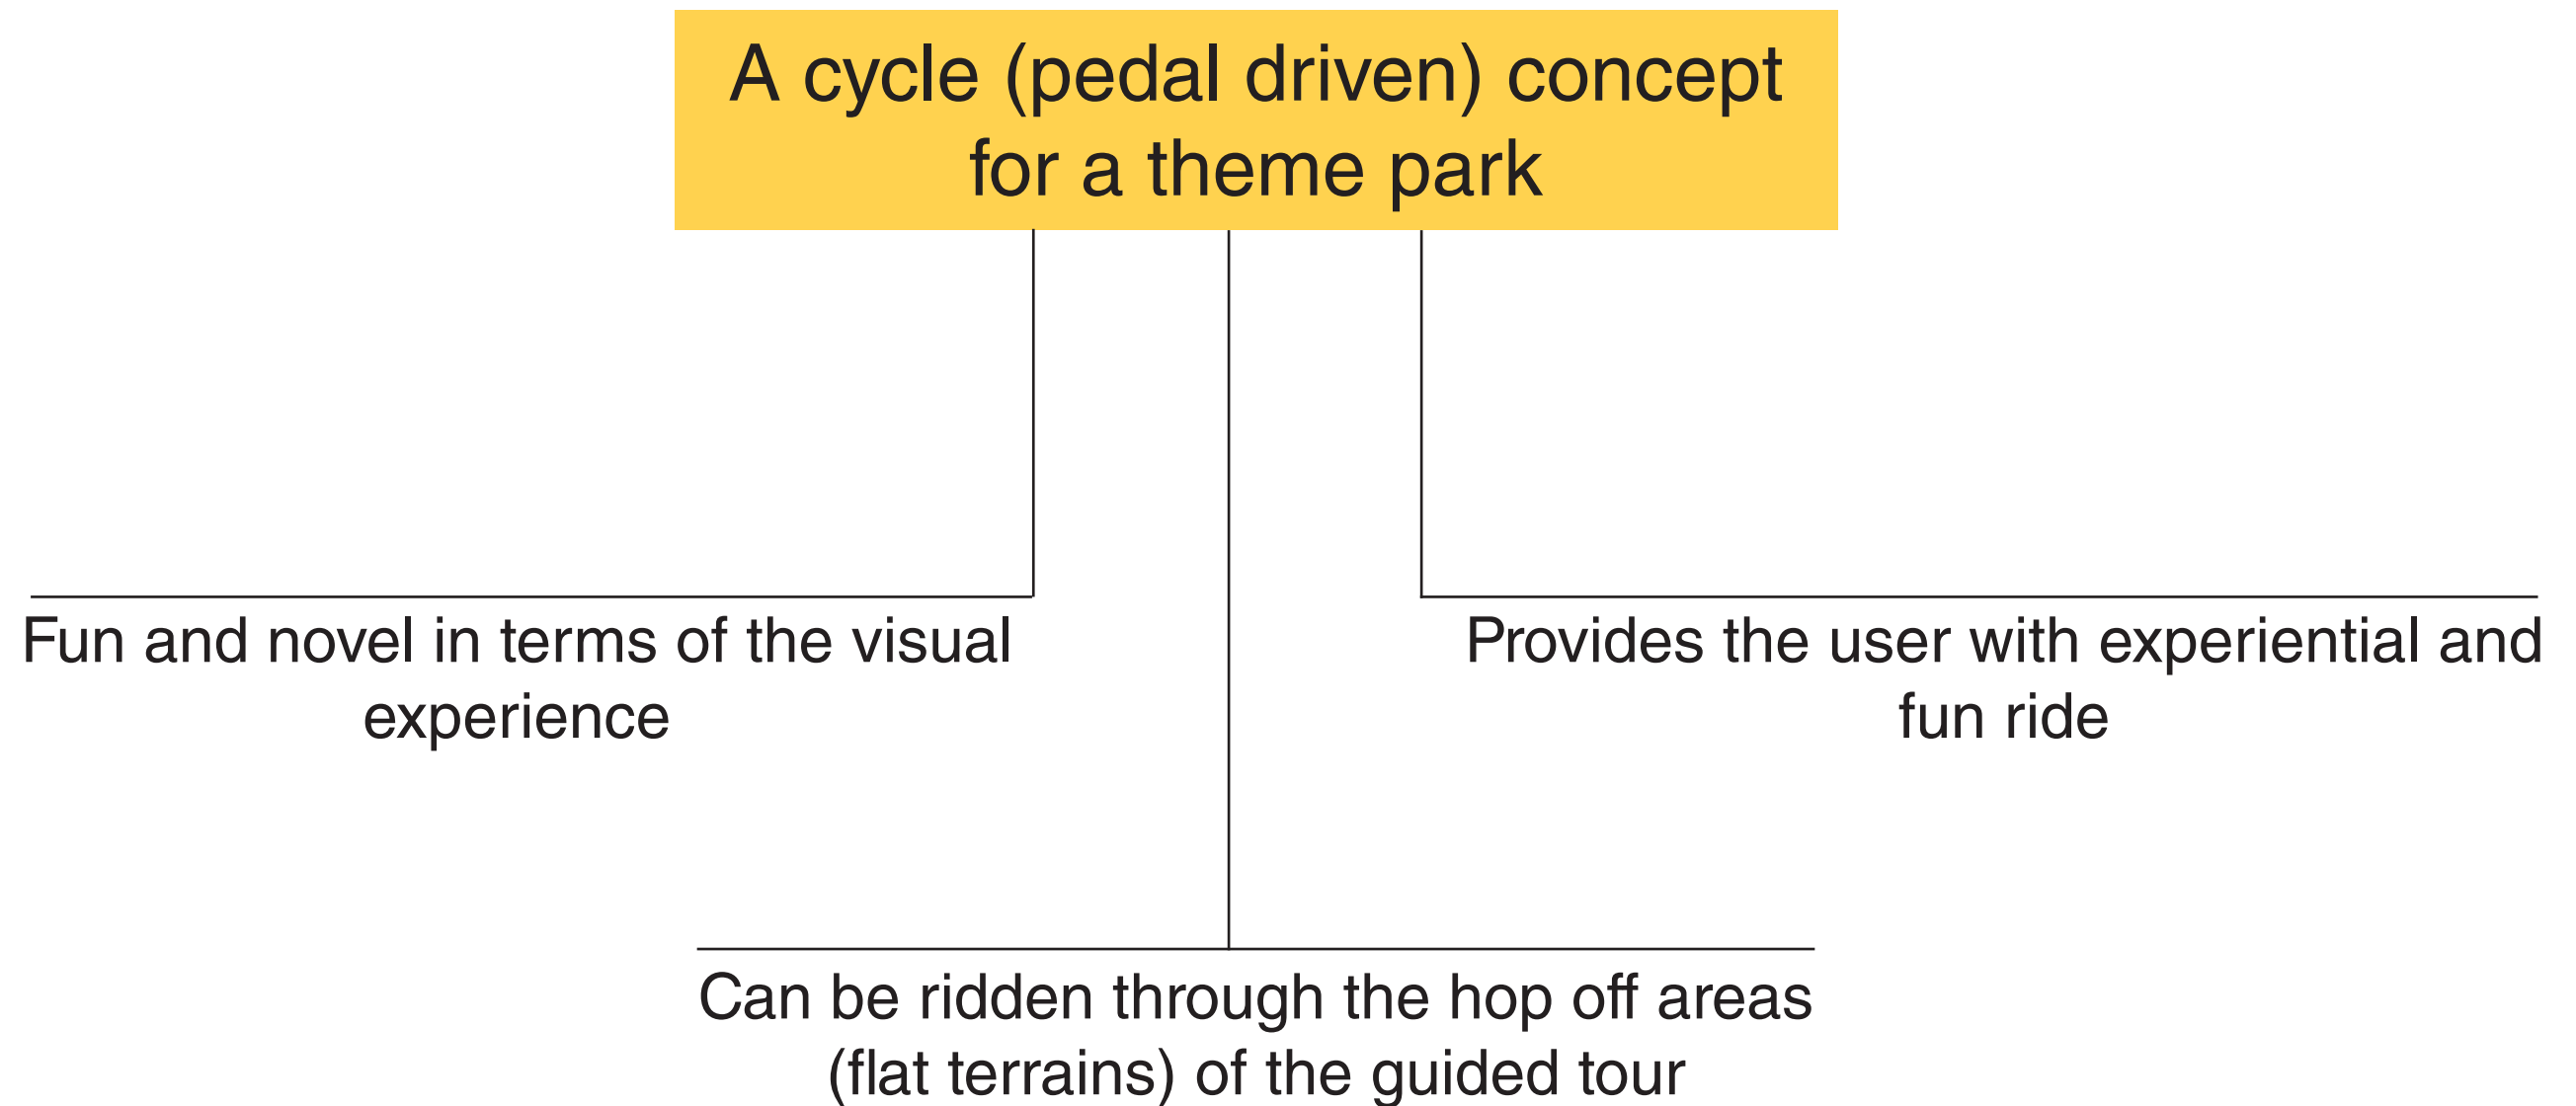 A cycle (pedal driven) concept
for a theme park
Fun and novel in terms of the visual
experience
Provides the user with experiential and
fun ride
Can be ridden through the hop off areas
(flat terrains) of the guided tour